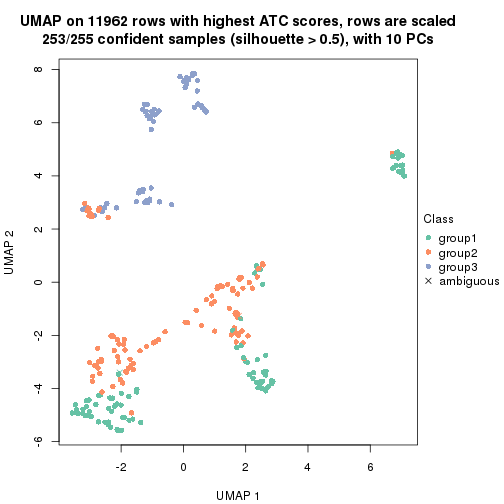 UMAP on 11962 rows with highest ATC scores, rows are scaled
253/255 confident samples (silhouette > 0.5), with 10 PCs
8
6
4
2
0
-2
-4
-6
UMAP 2
-2
0
2
4
6
UMAP 1
Class
group1
group2
group3
ambiguous